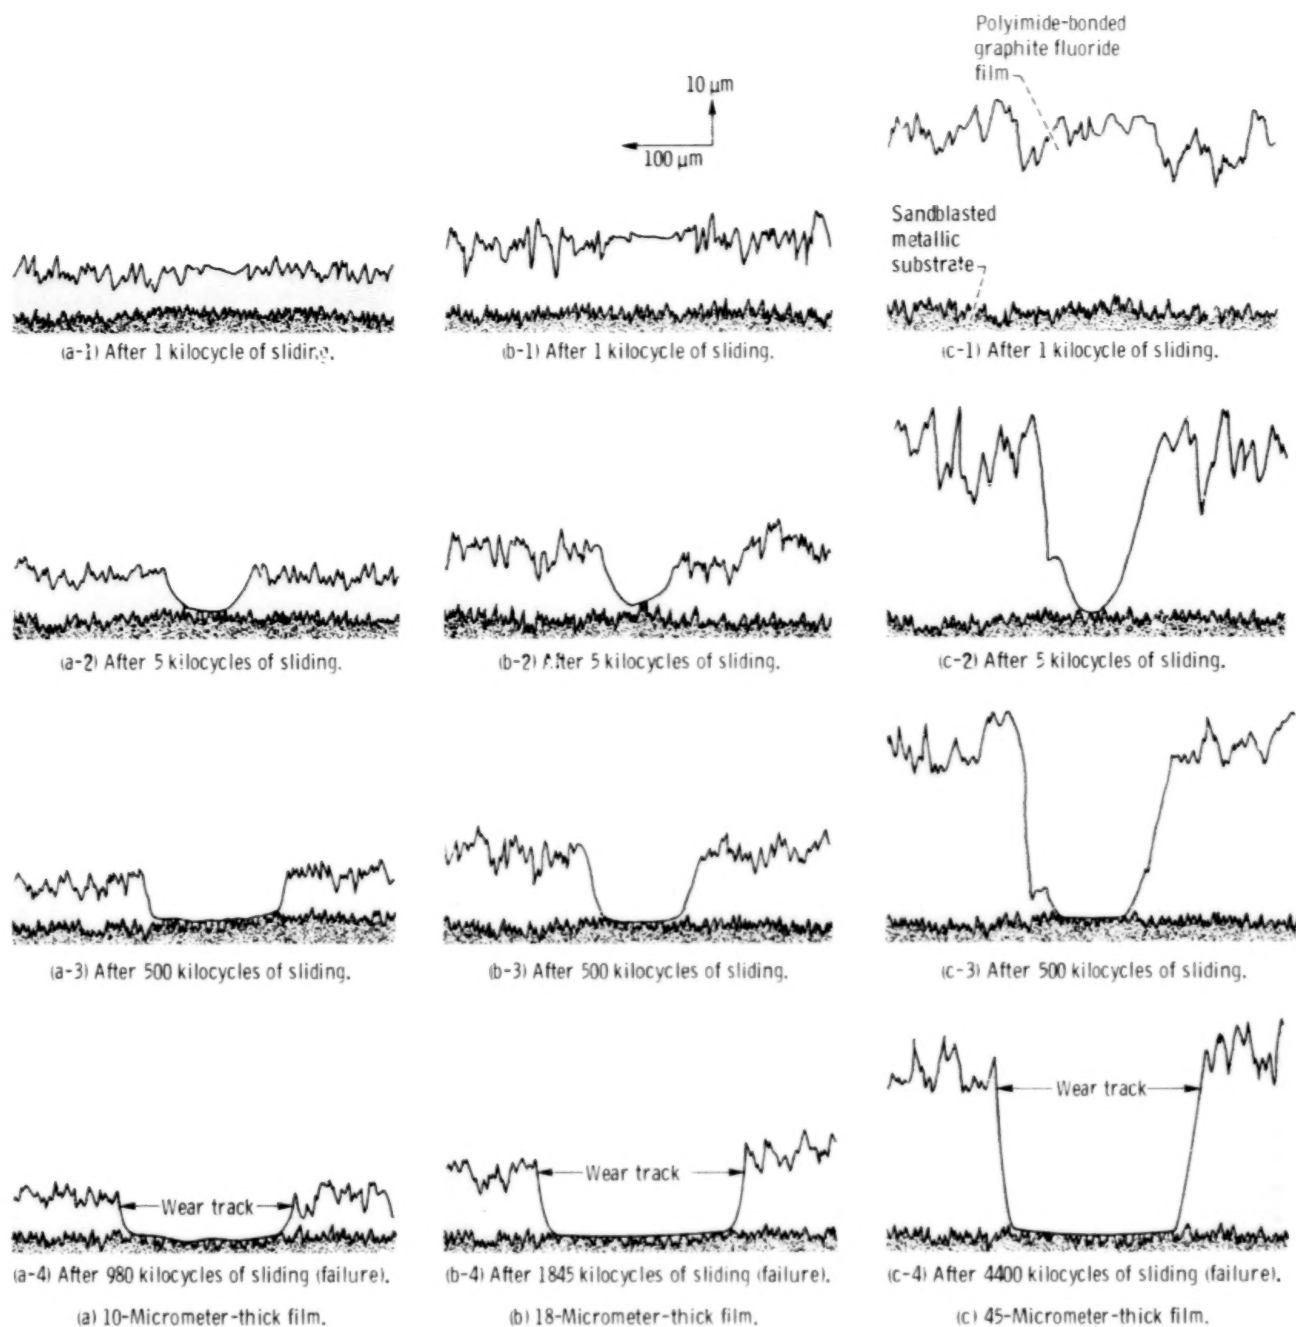 Polyimide-bonded
graphite fluoride
film
10 µm
100 µm
Sandblasted
metallic
substrate
(a-1) After 1 kilocycle of sliding.
(b-1) After 1 kilocycle of sliding.
(c-1) After 1 kilocycle of sliding.
(a-2) After 5 kilocycles of sliding.
(b-2) After 5 kilocycles of sliding.
(c-2) After 5 kilocycles of sliding.
(a-3) After 500 kilocycles of sliding.
(b-3) After 500 kilocycles of sliding.
(c-3) After 500 kilocycles of sliding.
Wear track
Wear track
Wear track
(a-4) After 980 kilocycles of sliding (failure).
(b-4) After 1845 kilocycles of sliding (failure).
(c-4) After 4400 kilocycles of sliding (failure).
(a) 10-Micrometer-thick film.
(b) 18-Micrometer-thick film.
(c) 45-Micrometer-thick film.